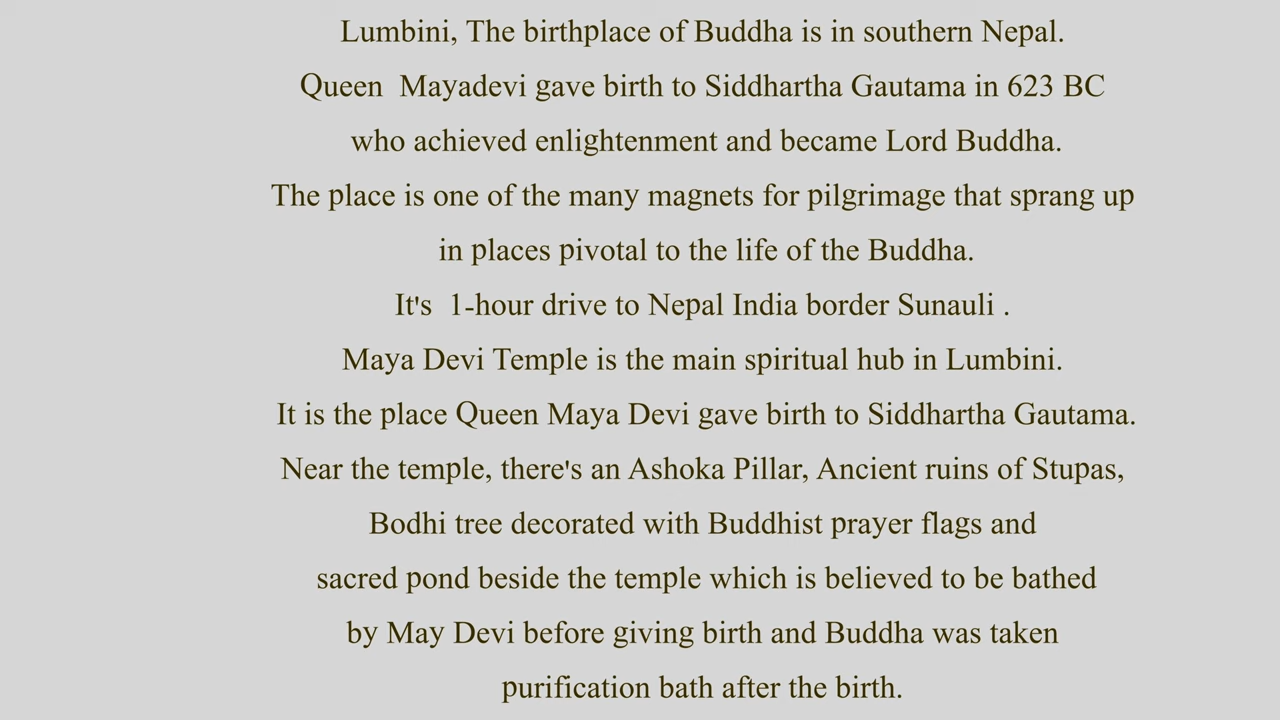 Lumbini, The birthplace of Buddha is in southern Nepal.
Queen  Mayadevi gave birth to Siddhartha Gautama in 623 BC
who achieved enlightenment and became Lord Buddha.
The place is one of the many magnets for pilgrimage that sprang up
in places pivotal to the life of the Buddha.
It's  1-hour drive to Nepal India border Sunauli .
Maya Devi Temple is the main spiritual hub in Lumbini.
It is the place Queen Maya Devi gave birth to Siddhartha Gautama.
Near the temple, there's an Ashoka Pillar, Ancient ruins of Stupas,
Bodhi tree decorated with Buddhist prayer flags and
sacred pond beside the temple which is believed to be bathed
by May Devi before giving birth and Buddha was taken
purification bath after the birth.